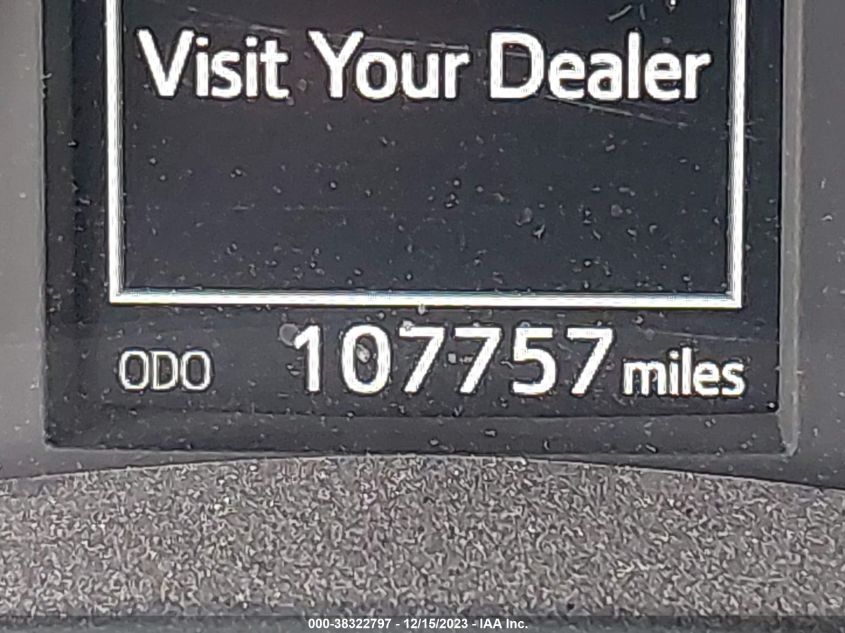 Visit Your Dealer
ODO 107757 miles
000-38322797 - 12/15/2023 - IAA Inc.